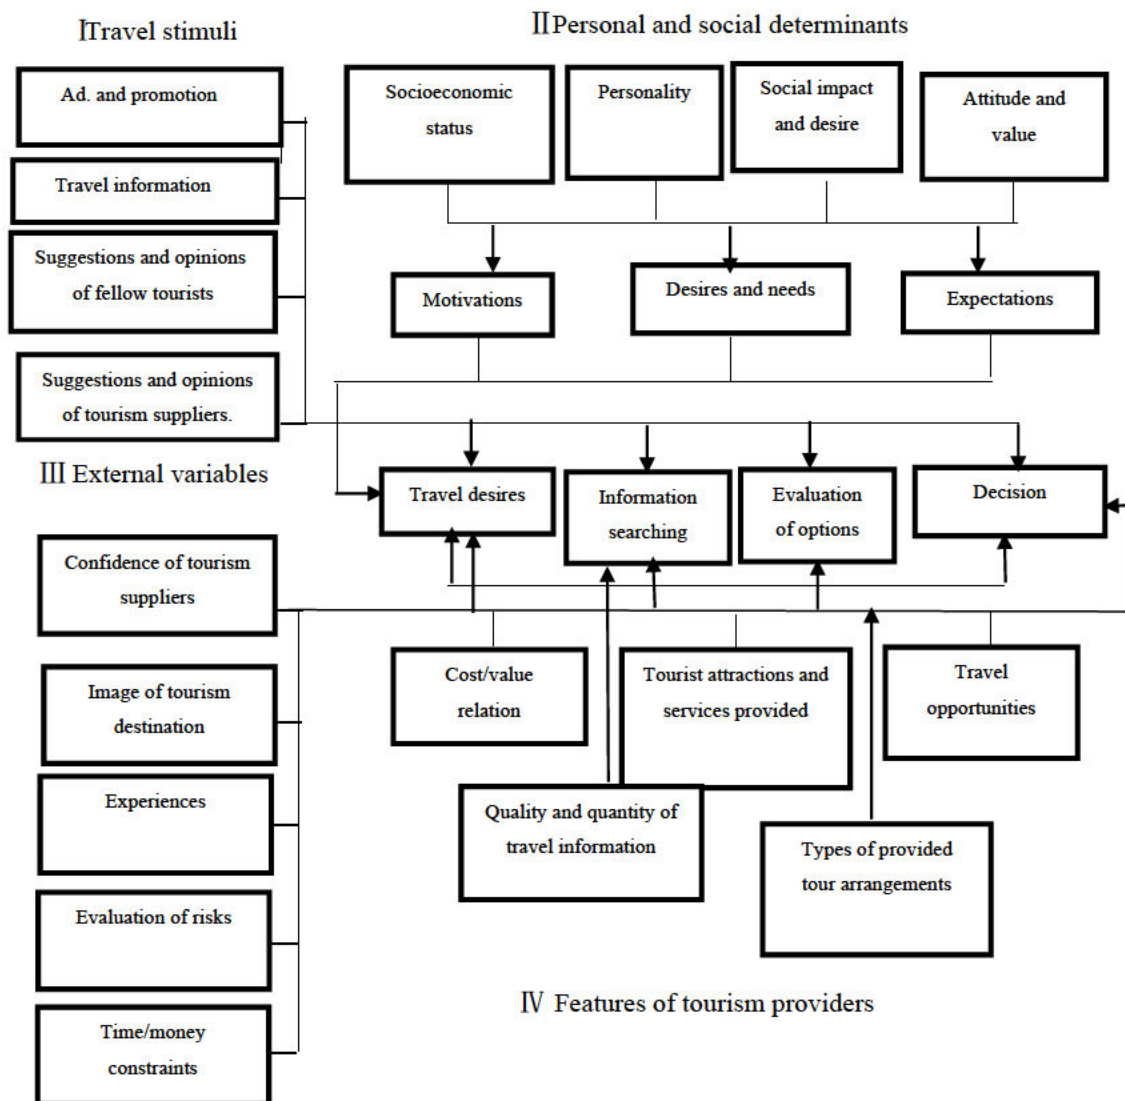 Ⅰ Travel stimuli
Ad. and promotion
Travel information
Suggestions and opinions
of fellow tourists
Suggestions and opinions
of tourism suppliers.
Ⅱ Personal and social determinants
Socioeconomic
status
Personality
Social impact
and desire
Attitude and
value
Motivations
Desires and needs
Expectations
Travel desires
Information
searching
Evaluation
of options
Decision
Ⅲ External variables
Confidence of tourism
suppliers
Image of tourism
destination
Experiences
Evaluation of risks
Time/money
constraints
Cost/value
relation
Tourist attractions and
services provided
Travel
opportunities
Quality and quantity of
travel information
Types of provided
tour arrangements
Ⅳ Features of tourism providers